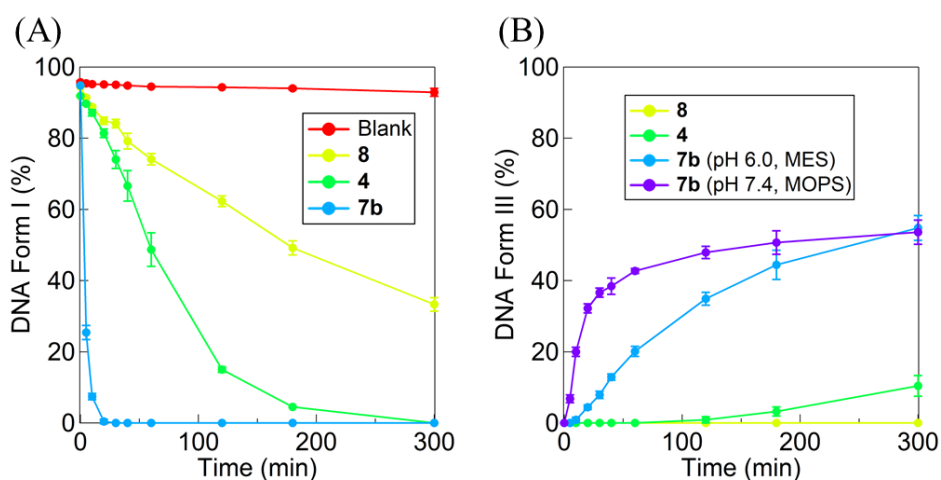 (A)
DNA Form I (%)
100
80
60
40
20
0
0
100
200
300
Time (min)
Blank
8
4
7b
(B)
DNA Form III (%)
100
80
60
40
20
0
0
100
200
300
Time (min)
8
4
7b (pH 6.0, MES)
7b (pH 7.4, MOPS)